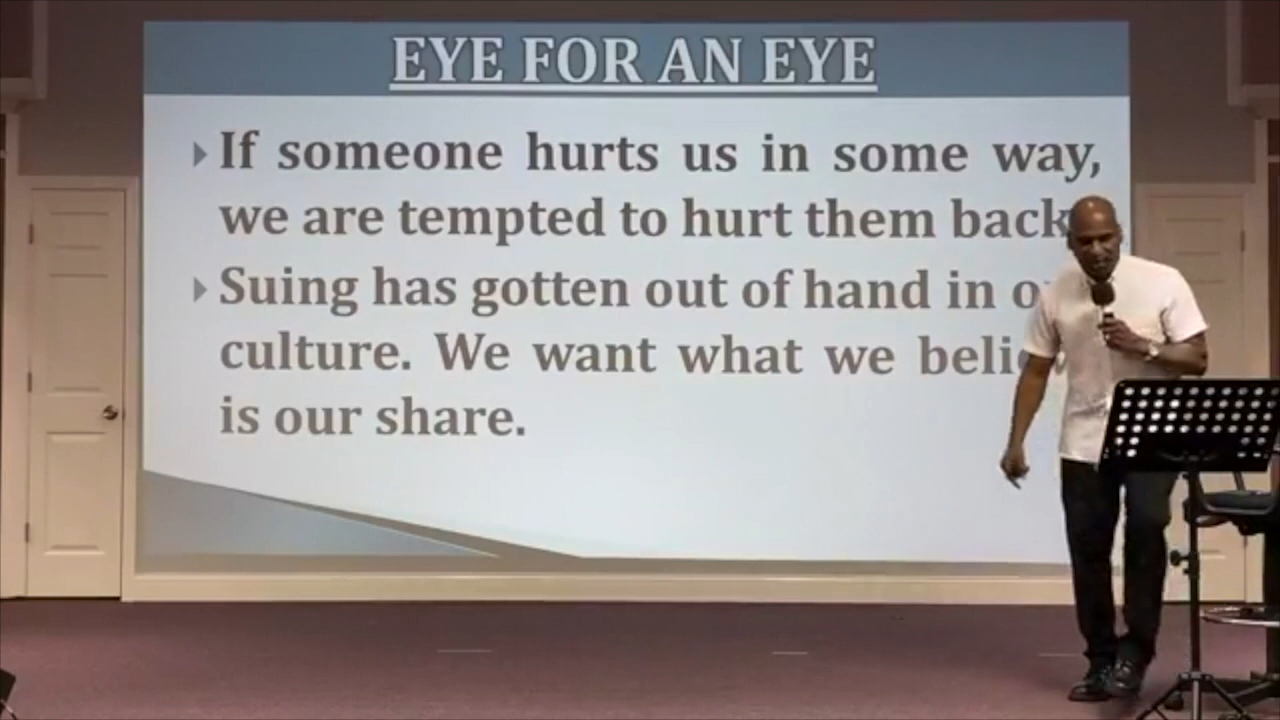 EYE FOR AN EYE
If someone hurts us in some way,
we are tempted to hurt them back
Suing has gotten out of hand in
culture. We want what we
is our share.